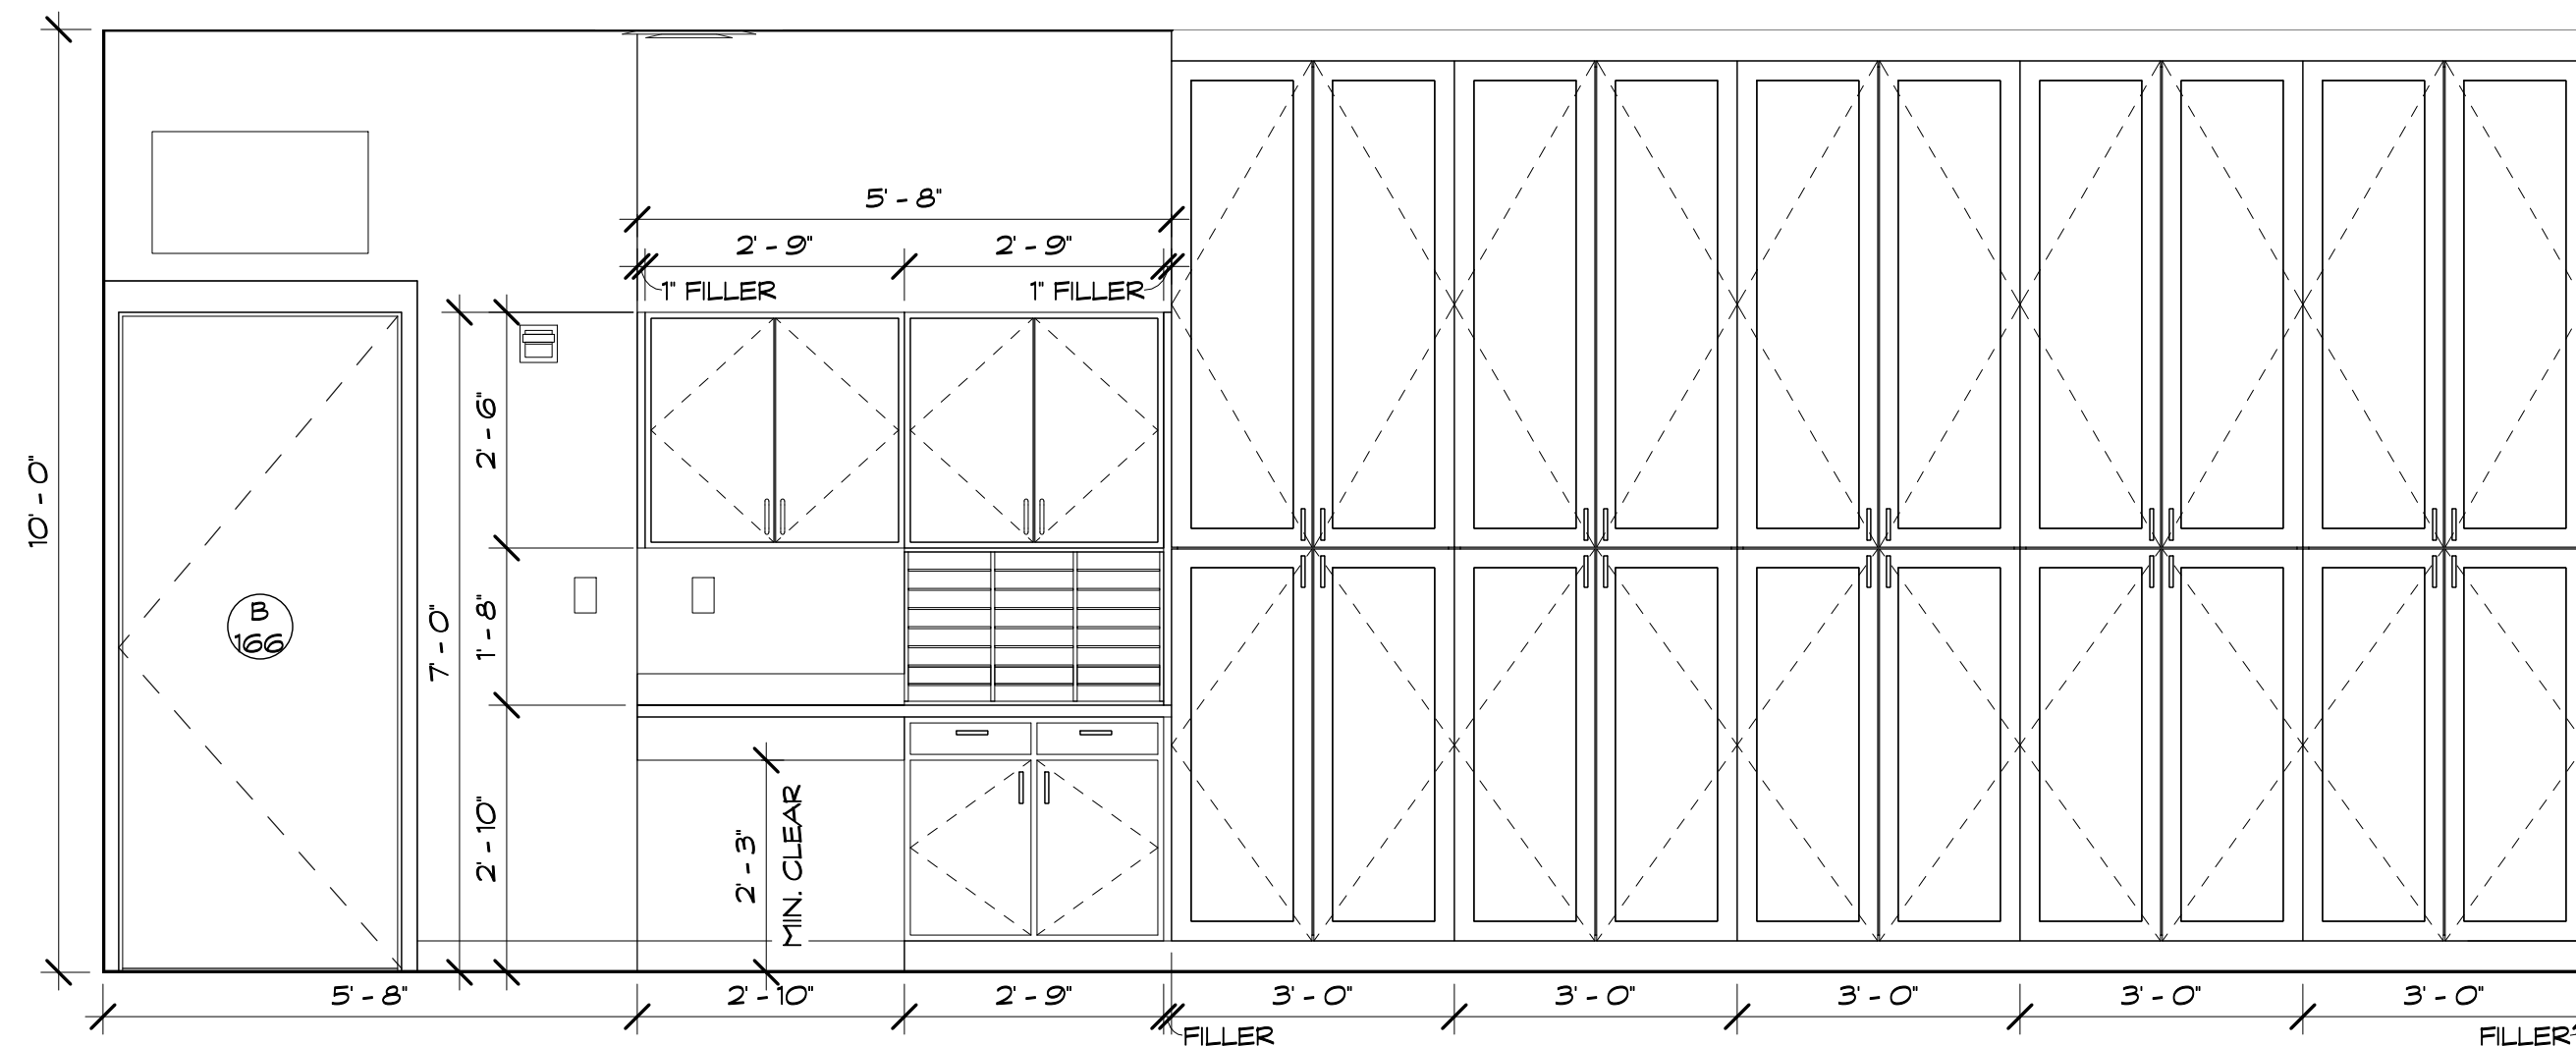 5' - 8"
2' - 9"
2' - 9"
1" FILLER
1" FILLER
10' - 0"
7' - 0"
2' - 6"
1' - 8"
2' - 10"
B
166
2' - 3"
MIN. CLEAR
5' - 8"
2' - 10"
2' - 9"
3' - 0"
3' - 0"
3' - 0"
3' - 0"
3' - 0"
FILLER
FILLER